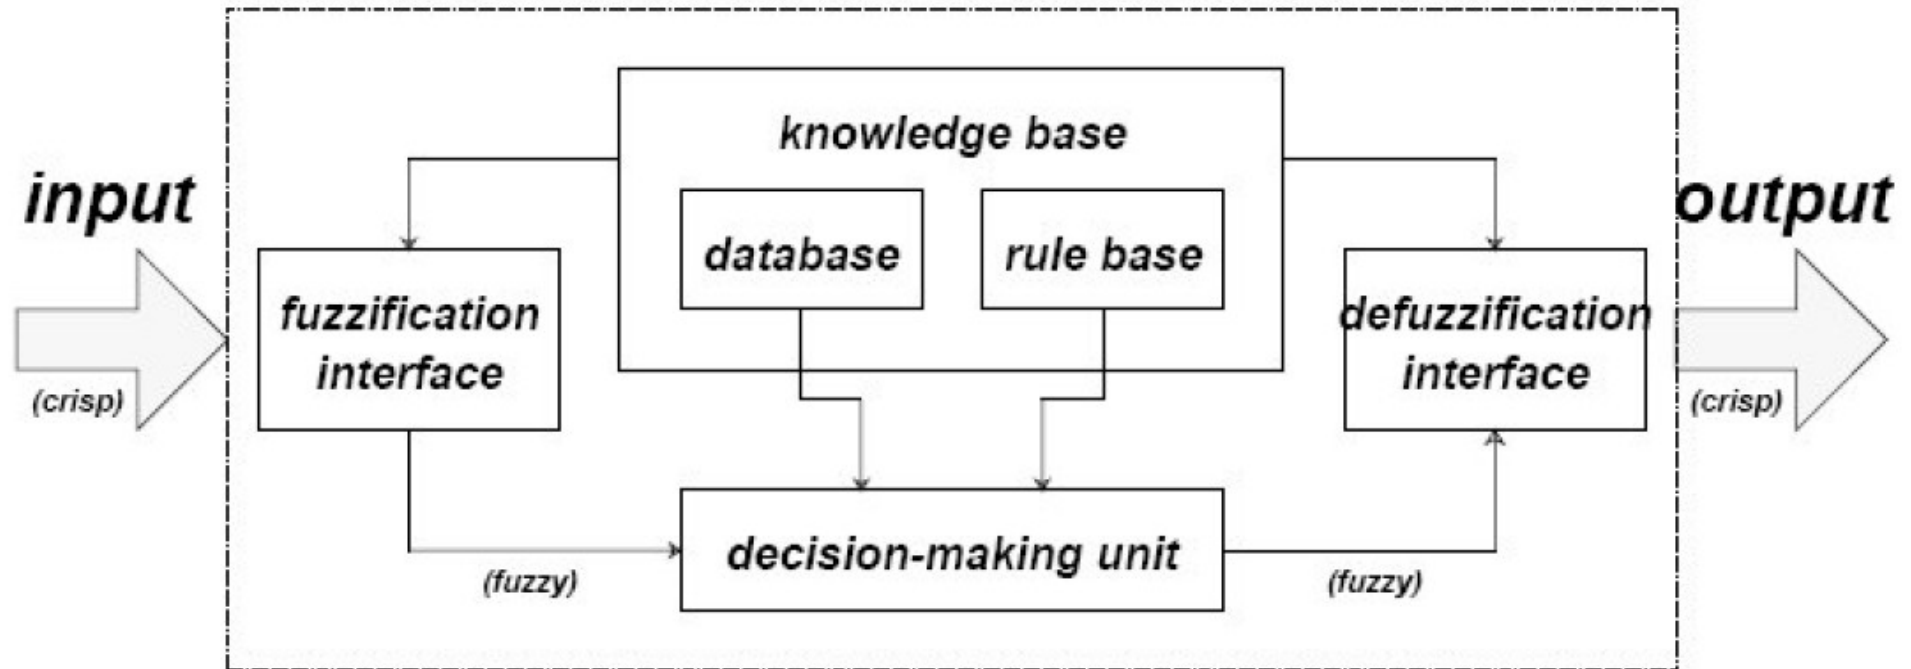 knowledge base
input
output
database
rule base
fuzzification
interface
defuzzification
interface
(crisp)
(crisp)
decision-making unit
(fuzzy)
(fuzzy)